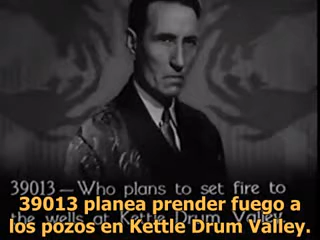 39013—Who plans to set fire to
the wells at Kettle Drum Valley.
39013 planea prender fuego a
los pozos en Kettle Drum Valley.